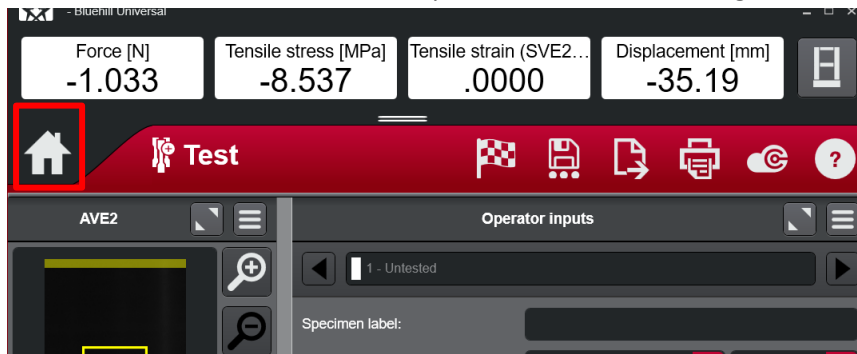 - Bluehill Universal
Force [N]
-1.033
Tensile stress [MPa]
-8.537
Tensile strain (SVE2...
.0000
Displacement [mm]
-35.19
Test
?
AVE2
Operator inputs
1 - Untested
Specimen label: